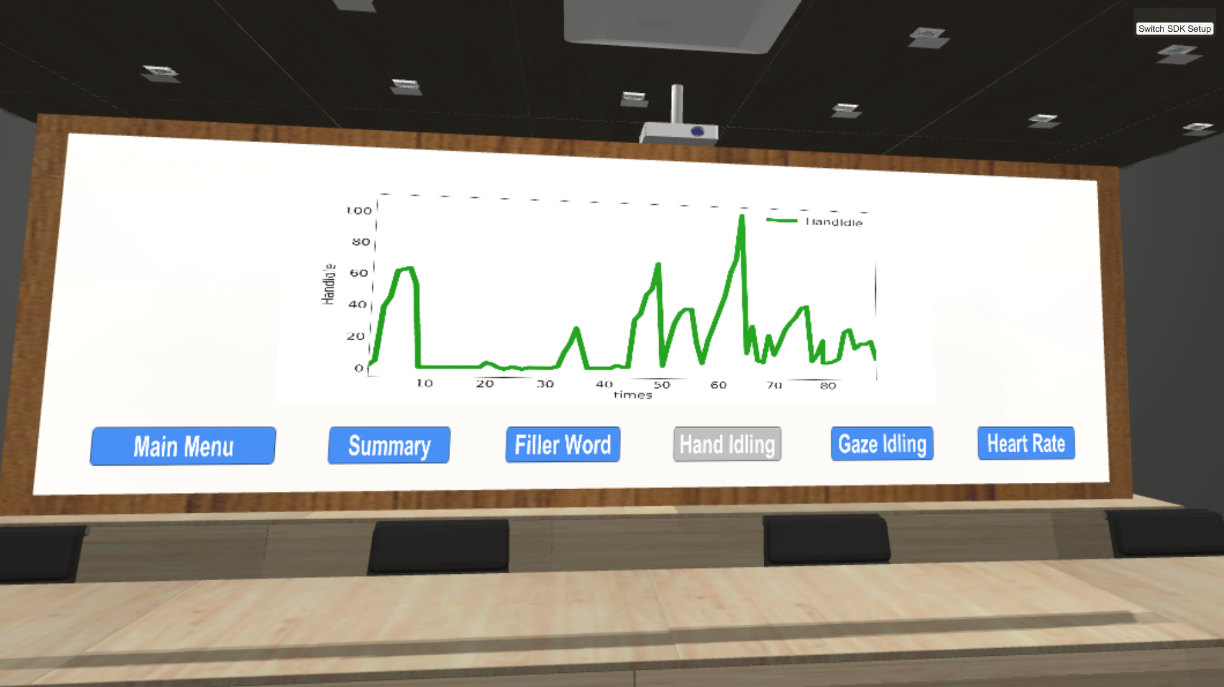 Switch SDK Setup
100
80
60
40
20
0
HandIdle
HandIdle
10 20 30 40 50 60 70 80
times
Main Menu Summary Filler Word Hand Idling Gaze Idling Heart Rate